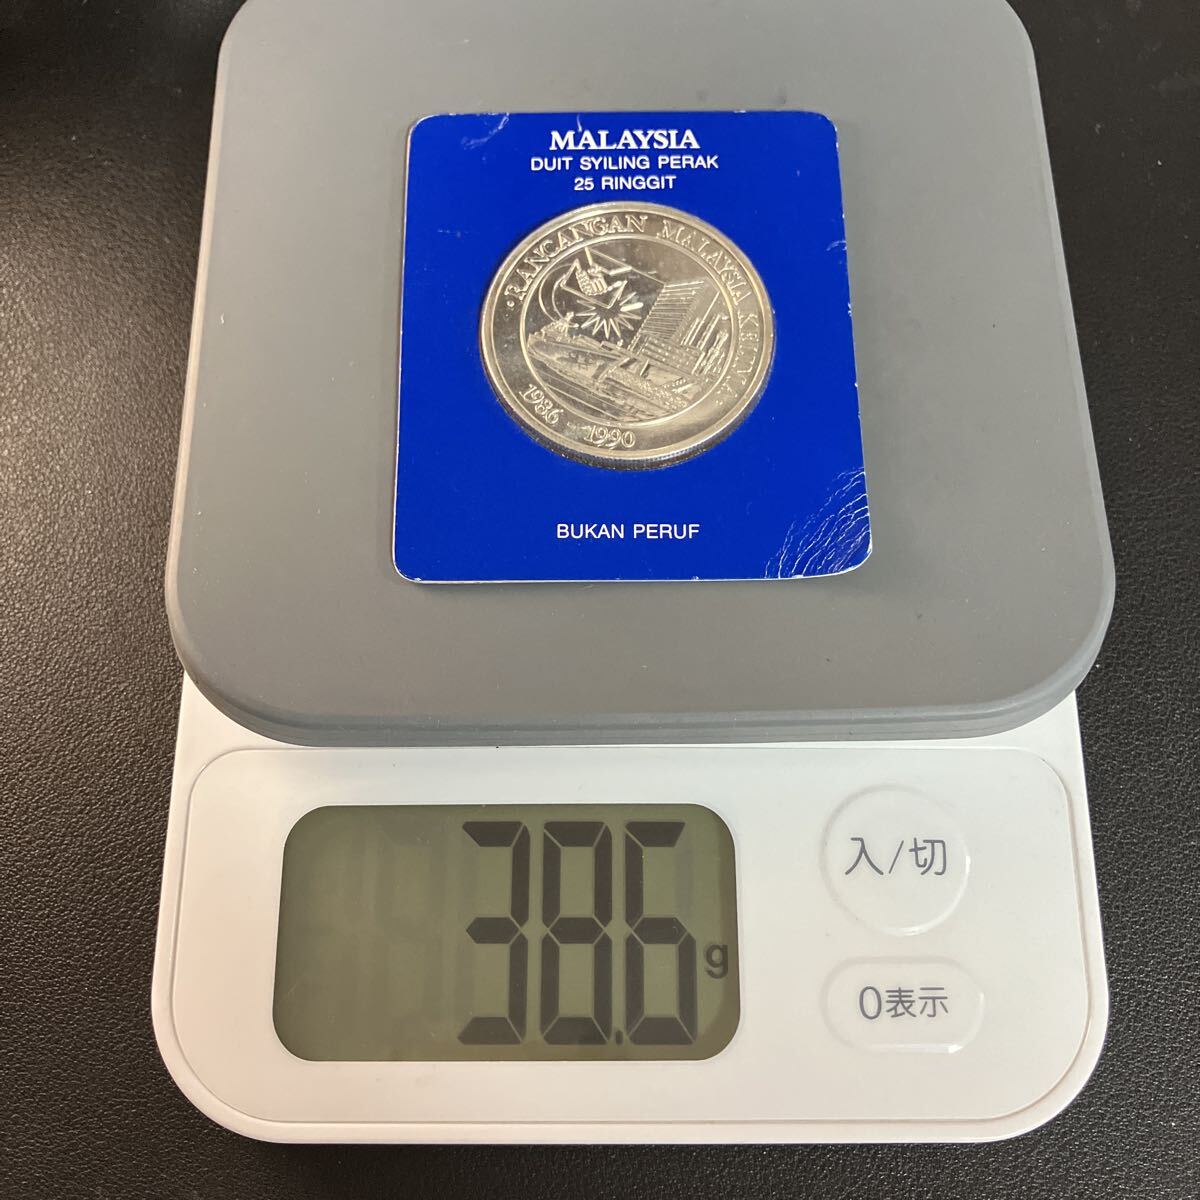 MALAYSIA
DUIT SYILING PERAK
25 RINGGIT
RANCANGAN MALAYSIA KELIMA
1986 - 1990
BUKAN PERUF
38.6 g
入/切
0表示